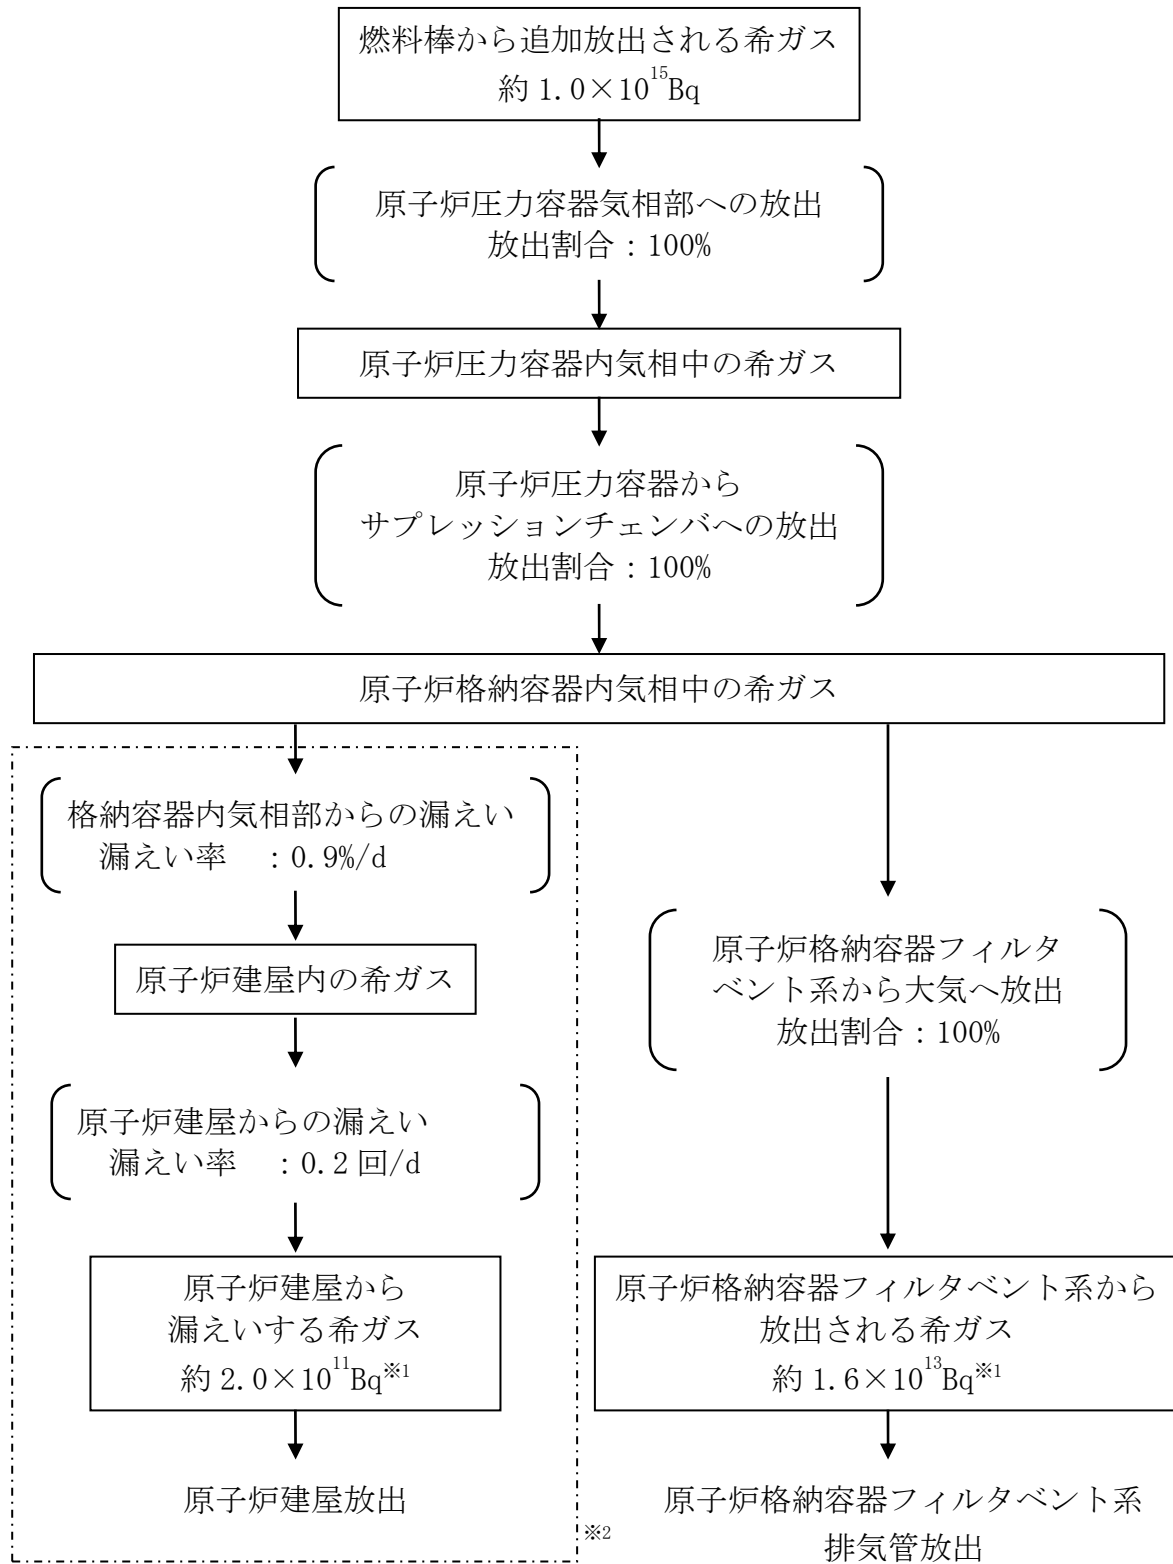 燃料棒から追加放出される希ガス
約 1.0×10¹⁵Bq
原子炉圧力容器気相部への放出
放出割合：100%
原子炉圧力容器内気相中の希ガス
原子炉圧力容器から
サプレッションチェンバへの放出
放出割合：100%
原子炉格納容器内気相中の希ガス
格納容器内気相部からの漏えい
漏えい率　：0.9%/d
原子炉建屋内の希ガス
原子炉建屋からの漏えい
漏えい率　：0.2 回/d
原子炉建屋から
漏えいする希ガス
約 2.0×10¹¹Bq※1
原子炉建屋放出
※2
原子炉格納容器フィルタ
ベント系から大気へ放出
放出割合：100%
原子炉格納容器フィルタベント系から
放出される希ガス
約 1.6×10¹³Bq※1
原子炉格納容器フィルタベント系
排気管放出